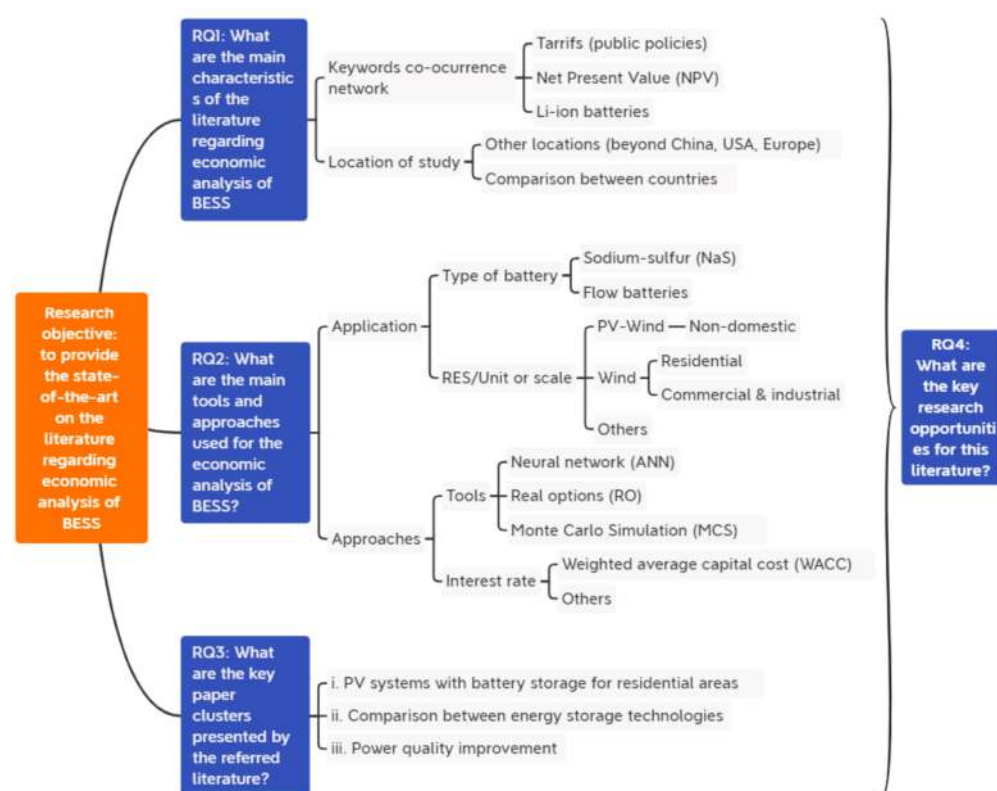 Research
objective:
to provide
the state-
of-the-art
on the
literature
regarding
economic
analysis of
BESS
RQ1: What
are the main
characteristic
s of the
literature
regarding
economic
analysis of
BESS
Keywords co-ocurrence
network
Tarrifs (public policies)
Net Present Value (NPV)
Li-ion batteries
Location of study
Other locations (beyond China, USA, Europe)
Comparison between countries
RQ2: What
are the main
tools and
approaches
used for the
economic
analysis of
BESS?
Application
Type of battery
Sodium-sulfur (NaS)
Flow batteries
RES/Unit or scale
PV-Wind
Non-domestic
Wind
Residential
Commercial & industrial
Others
Approaches
Tools
Neural network (ANN)
Real options (RO)
Monte Carlo Simulation (MCS)
Interest rate
Weighted average capital cost (WACC)
Others
RQ3: What
are the key
paper
clusters
presented by
the referred
literature?
i. PV systems with battery storage for residential areas
ii. Comparison between energy storage technologies
iii. Power quality improvement
RQ4:
What are
the key
research
opportuniti
es for this
literature?